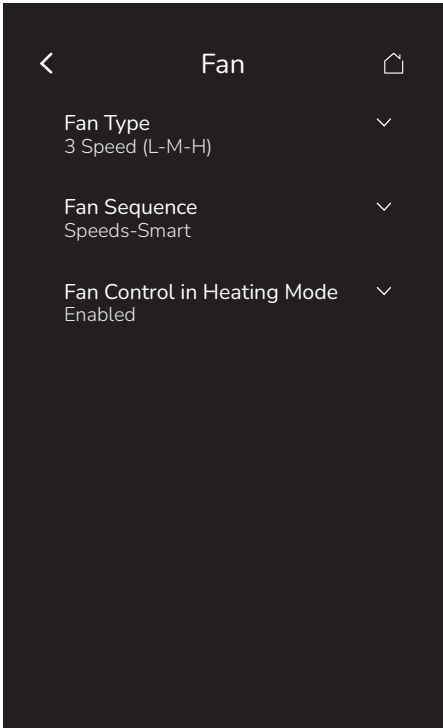 Fan
Fan Type
3 Speed (L-M-H)
Fan Sequence
Speeds-Smart
Fan Control in Heating Mode
Enabled